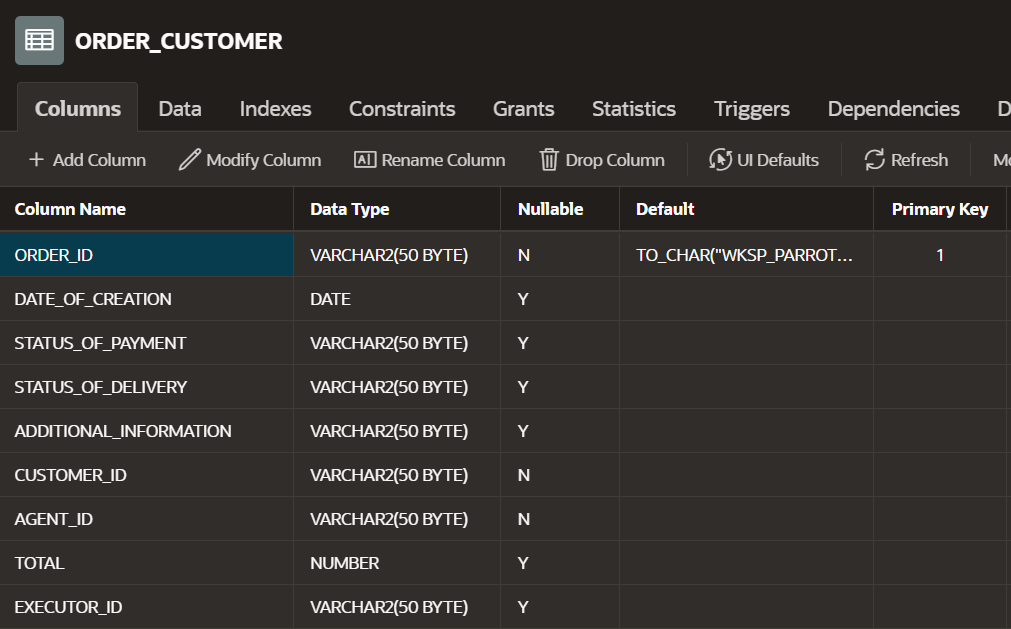 ORDER_CUSTOMER
Columns Data Indexes Constraints Grants Statistics Triggers Dependencies D
+ Add Column Modify Column AI Rename Column Drop Column UI Defaults Refresh Mo
Column Name Data Type Nullable Default Primary Key
ORDER_ID VARCHAR2(50 BYTE) N TO_CHAR("WKSP_PARROT... 1
DATE_OF_CREATION DATE Y
STATUS_OF_PAYMENT VARCHAR2(50 BYTE) Y
STATUS_OF_DELIVERY VARCHAR2(50 BYTE) Y
ADDITIONAL_INFORMATION VARCHAR2(50 BYTE) Y
CUSTOMER_ID VARCHAR2(50 BYTE) N
AGENT_ID VARCHAR2(50 BYTE) N
TOTAL NUMBER Y
EXECUTOR_ID VARCHAR2(50 BYTE) Y